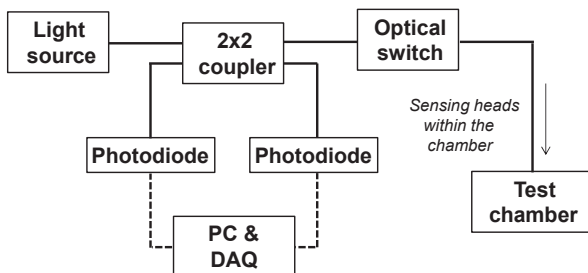 Light
source
2x2
coupler
Optical
switch
Sensing heads
within the
chamber
Photodiode
Photodiode
Test
chamber
PC &
DAQ